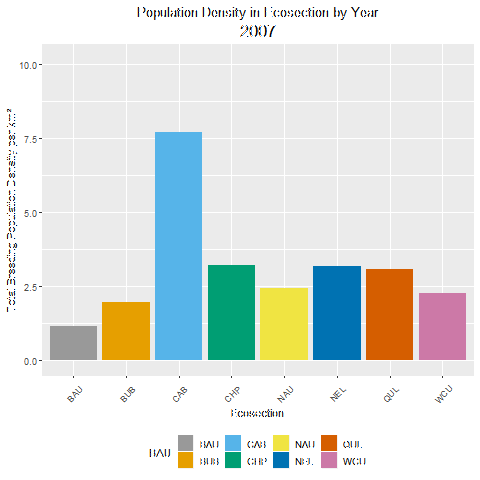 Population Density in Ecosection by Year
2007
Total Breeding Population Density per km²
10.0
7.5
5.0
2.5
0.0
BAU BUB CAB CHP NAU NEL QUL WCU
Ecosection
BAU
BAU CAB NAU QUL
BUB CHP NEL WCU